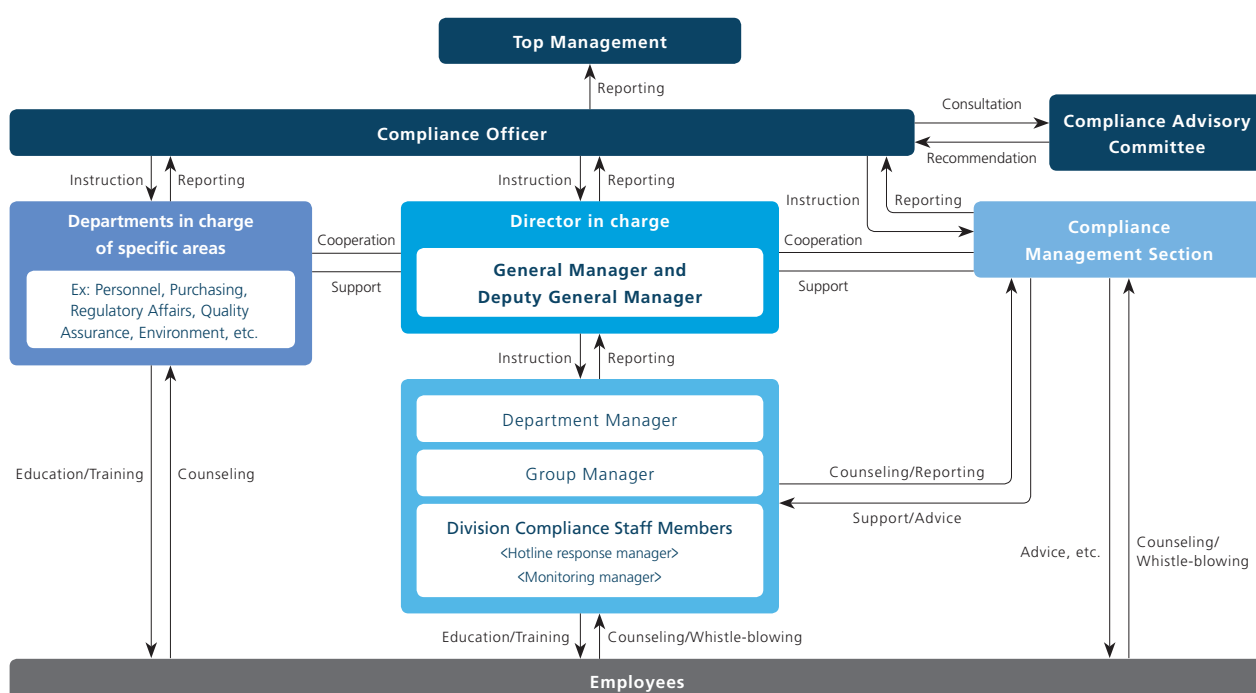 Top Management
Reporting
Compliance Officer
Consultation
Recommendation
Compliance Advisory
Committee
Instruction
Reporting
Instruction
Reporting
Instruction
Reporting
Departments in charge
of specific areas
Ex: Personnel, Purchasing,
Regulatory Affairs, Quality
Assurance, Environment, etc.
Cooperation
Support
Director in charge
General Manager and
Deputy General Manager
Cooperation
Support
Compliance
Management Section
Instruction
Reporting
Department Manager
Group Manager
Division Compliance Staff Members
<Hotline response manager>
<Monitoring manager>
Education/Training
Counseling
Counseling/Reporting
Support/Advice
Advice, etc.
Counseling/
Whistle-blowing
Education/Training
Counseling/Whistle-blowing
Employees